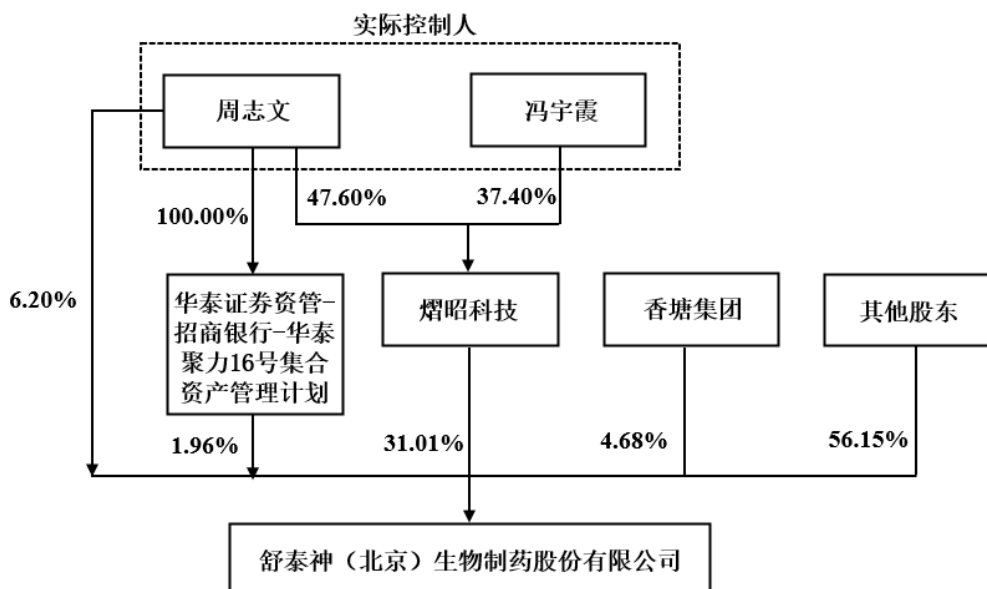 实际控制人
周志文
冯宇霞
47.60%
37.40%
100.00%
6.20%
华泰证券资管-
招商银行-华泰
聚力16号集合
资产管理计划
熠昭科技
香塘集团
其他股东
1.96%
31.01%
4.68%
56.15%
舒泰神（北京）生物制药股份有限公司